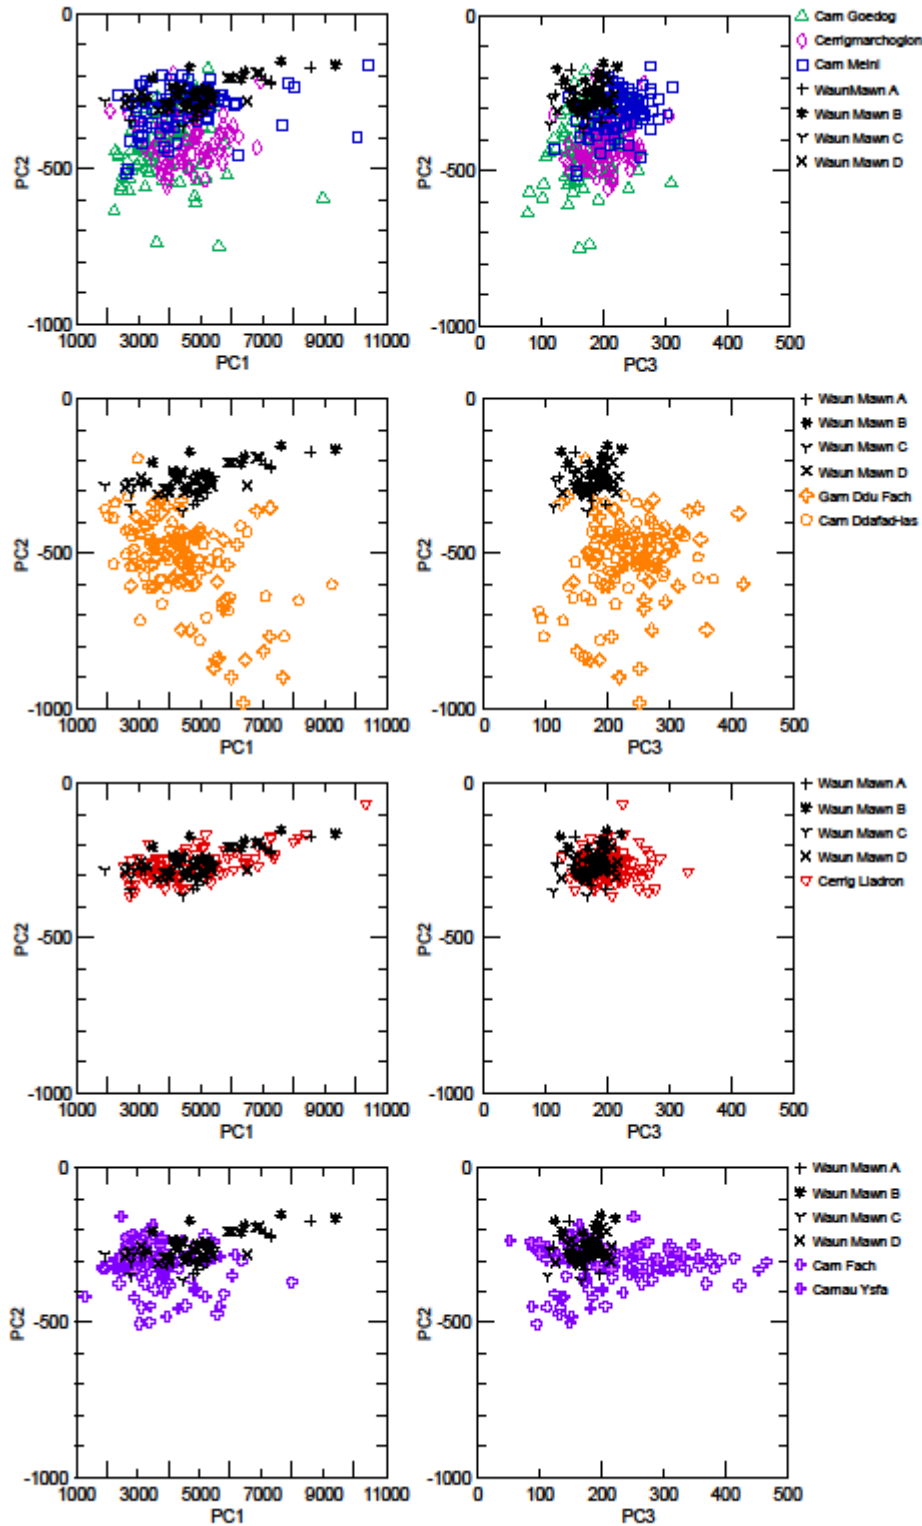 0
-500
-1000
PC2
1000 3000 5000 7000 9000 11000
PC1
0
-500
-1000
PC2
0 100 200 300 400 500
PC3
Carn Goedog
Cerrigmarchogion
Carn Meini
WaunMawn A
Waun Mawn B
Waun Mawn C
Waun Mawn D
0
-500
-1000
PC2
1000 3000 5000 7000 9000 11000
PC1
0
-500
-1000
PC2
0 100 200 300 400 500
PC3
Waun Mawn A
Waun Mawn B
Waun Mawn C
Waun Mawn D
Garn Ddu Fach
Carn Ddafad-las
0
-500
-1000
PC2
1000 3000 5000 7000 9000 11000
PC1
0
-500
-1000
PC2
0 100 200 300 400 500
PC3
Waun Mawn A
Waun Mawn B
Waun Mawn C
Waun Mawn D
Cerrig Lladron
0
-500
-1000
PC2
1000 3000 5000 7000 9000 11000
PC1
0
-500
-1000
PC2
0 100 200 300 400 500
PC3
Waun Mawn A
Waun Mawn B
Waun Mawn C
Waun Mawn D
Carn Fach
Carnau Ysfa